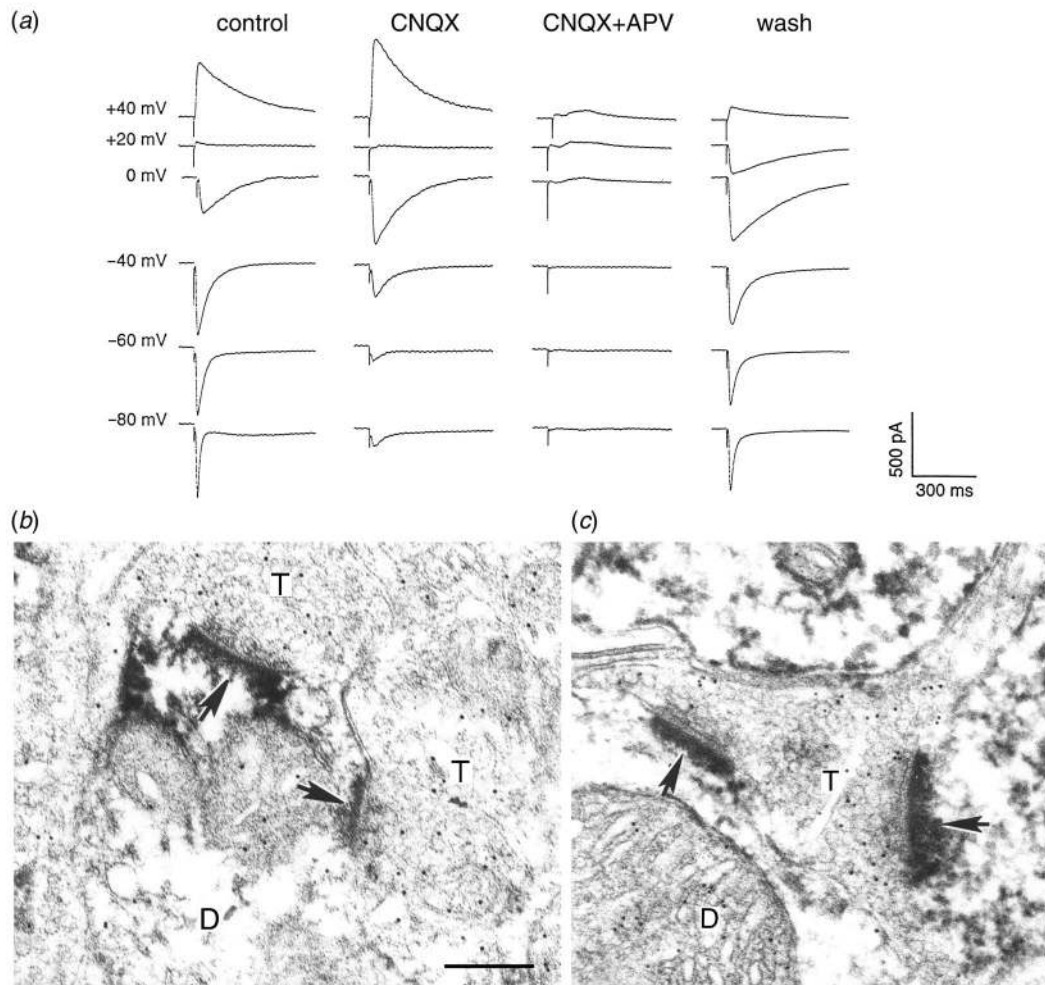 (a)
control CNQX CNQX+APV wash
+40 mV
+20 mV
0 mV
−40 mV
−60 mV
−80 mV
500 pA
300 ms
(b) (c)
T
T
D
T
D